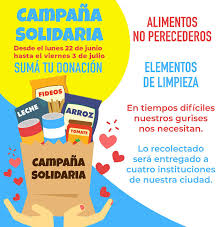 CAMPAÑA
SOLIDARIA
Desde el lunes 22 de junio
hasta el viernes 3 de julio
SUMÁ TU DONACIÓN
ALIMENTOS
NO PERECEDEROS
ELEMENTOS
DE LIMPIEZA
LECHE
FIDEOS
ARROZ
TOMATE
CAMPAÑA
SOLIDARIA
En tiempos difíciles
nuestros gurises
nos necesitan.
Lo recolectado
será entregado a
cuatro instituciones
de nuestra ciudad.